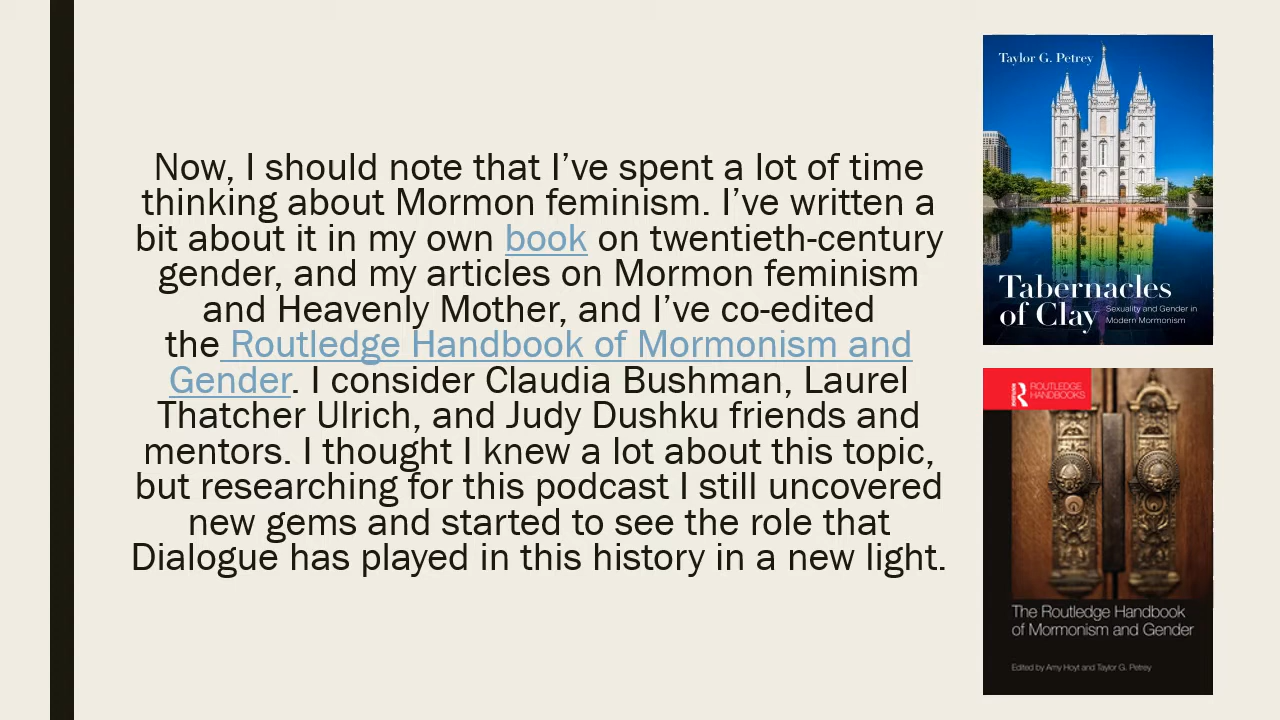 Now, I should note that I’ve spent a lot of time
thinking about Mormon feminism. I’ve written a
bit about it in my own book on twentieth-century
gender, and my articles on Mormon feminism
and Heavenly Mother, and I’ve co-edited
the Routledge Handbook of Mormonism and
Gender. I consider Claudia Bushman, Laurel
Thatcher Ulrich, and Judy Dushku friends and
mentors. I thought I knew a lot about this topic,
but researching for this podcast I still uncovered
new gems and started to see the role that
Dialogue has played in this history in a new light.
Taylor G. Petrey
Tabernacles
of Clay
Sexuality and Gender in
Modern Mormonism
R
ROUTLEDGE
HANDBOOKS
The Routledge Handbook
of Mormonism and Gender
Edited by Amy Hoyt and Taylor G. Petrey